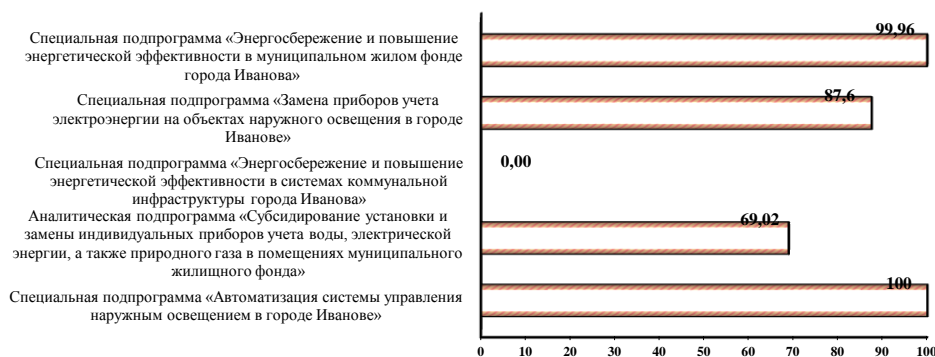 99,96
Специальная подпрограмма «Энергосбережение и повышение
энергетической эффективности в муниципальном жилом фонде
города Иванова»
87,6
Специальная подпрограмма «Замена приборов учета
электроэнергии на объектах наружного освещения в городе
Иванове»
0,00
Специальная подпрограмма «Энергосбережение и повышение
энергетической эффективности в системах коммунальной
инфраструктуры города Иванова»
69,02
Аналитическая подпрограмма «Субсидирование установки и
замены индивидуальных приборов учета воды, электрической
энергии, а также природного газа в помещениях муниципального
жилищного фонда»
100
Специальная подпрограмма «Автоматизация системы управления
наружным освещением в городе Иванове»
0 10 20 30 40 50 60 70 80 90 100